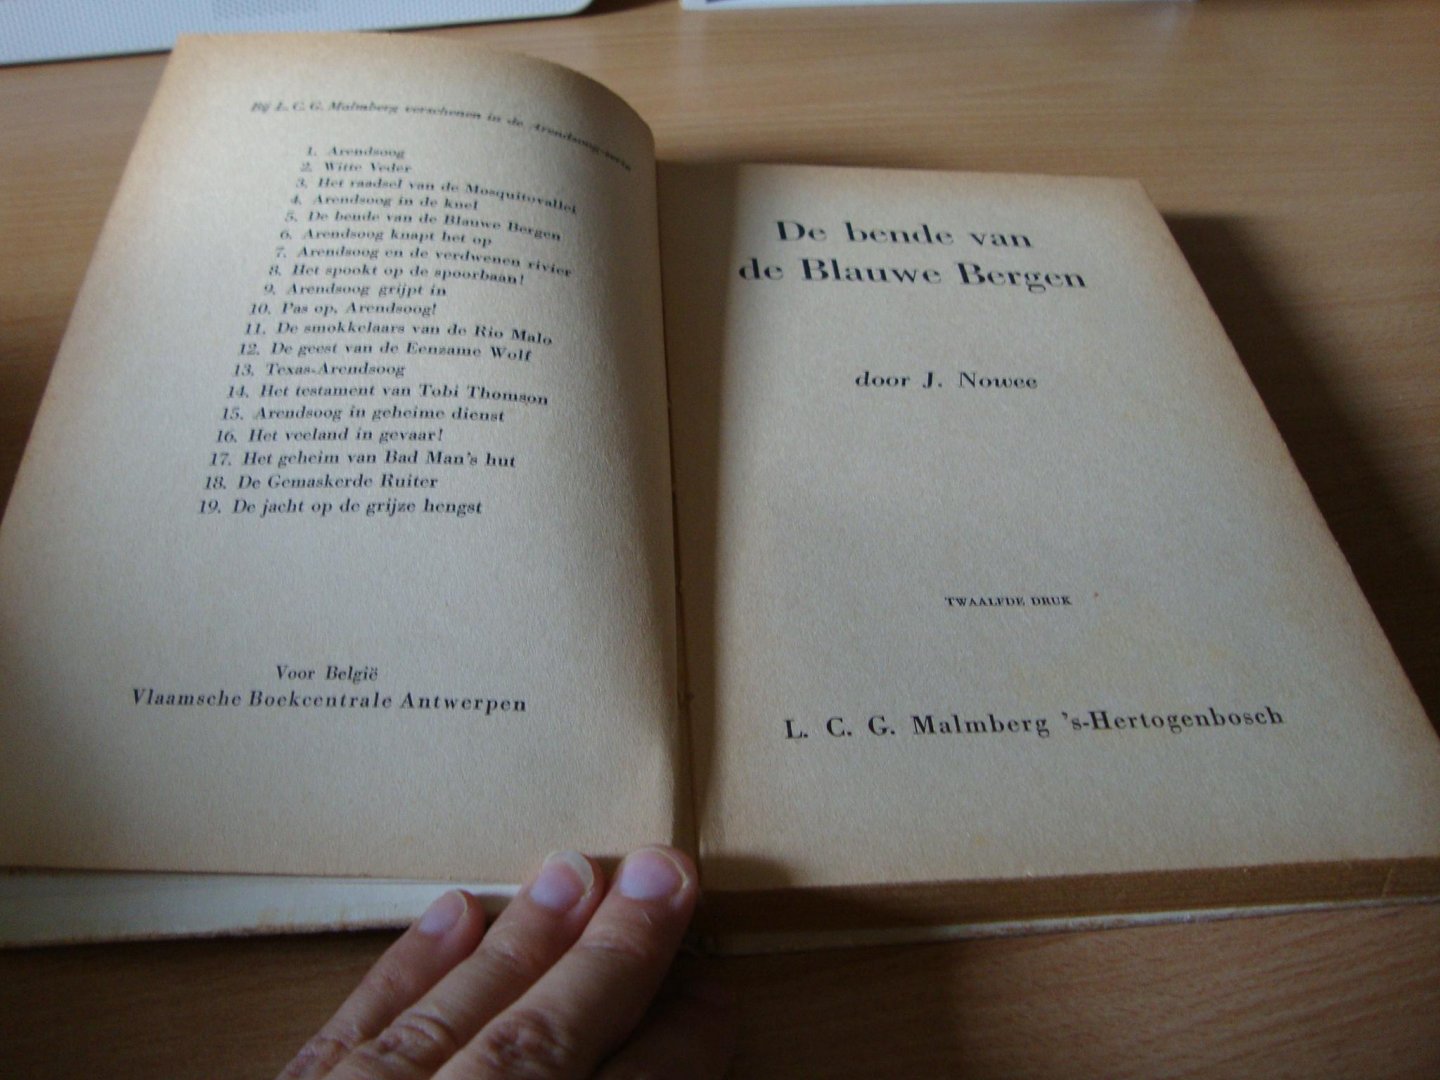 Bij L. C. G. Malmberg verschenen in de Arendsoog-serie
1. Arendsoog
2. Witte Veder
3. Het raadsel van de Mosquitovallei
4. Arendsoog in de knel
5. De bende van de Blauwe Bergen
6. Arendsoog knapt het op
7. Arendsoog en de verdwenen rivier
8. Het spookt op de spoorbaan!
9. Arendsoog grijpt in
10. Pas op, Arendsoog!
11. De smokkelaars van de Rio Malo
12. De geest van de Eenzame Wolf
13. Texas-Arendsoog
14. Het testament van Tobi Thomson
15. Arendsoog in geheime dienst
16. Het veeland in gevaar!
17. Het geheim van Bad Man's hut
18. De Gemaskerde Ruiter
19. De jacht op de grijze hengst
Voor België
Vlaamsche Boekcentrale Antwerpen
De bende van
de Blauwe Bergen
door J. Nowee
TWAALFDE DRUK
L. C. G. Malmberg 's-Hertogenbosch